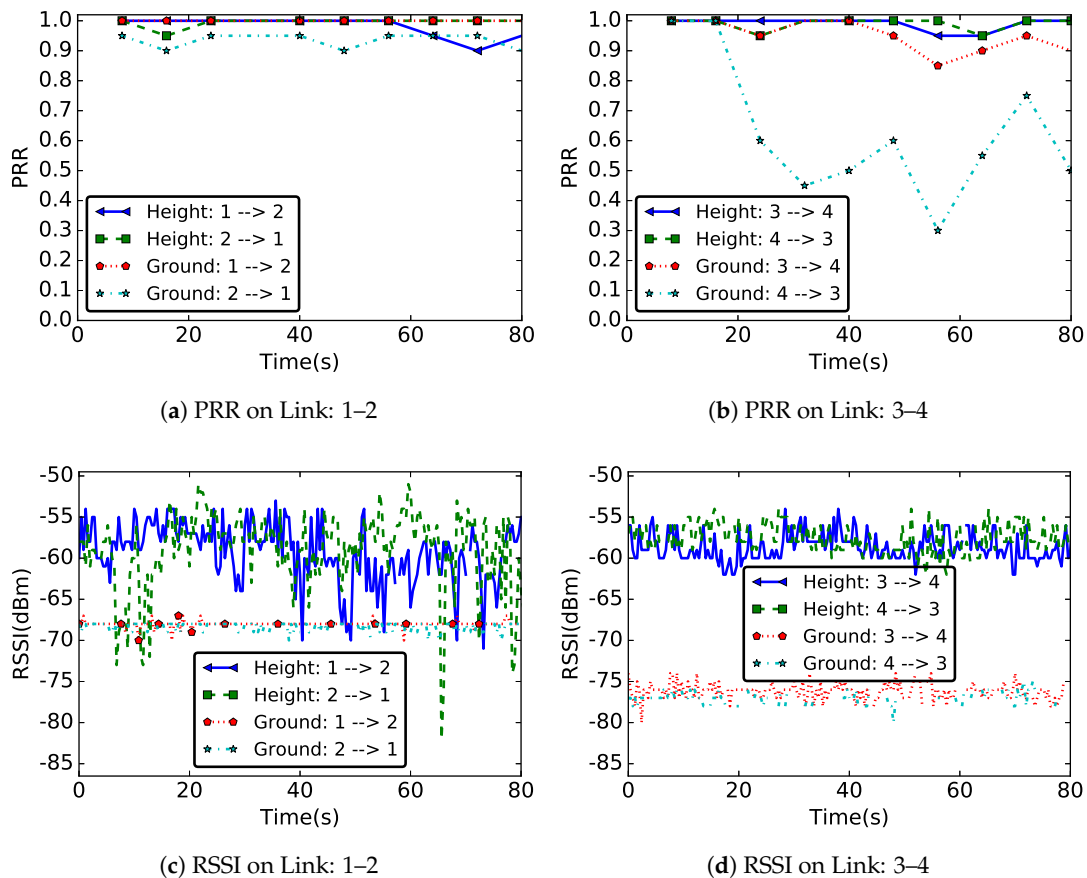 1.0
0.9
0.8
0.7
0.6
0.5
0.4
0.3
0.2
0.1
0.0
PRR
0 20 40 60 80
Time(s)
Height: 1 --> 2
Height: 2 --> 1
Ground: 1 --> 2
Ground: 2 --> 1
(a) PRR on Link: 1–2
1.0
0.9
0.8
0.7
0.6
0.5
0.4
0.3
0.2
0.1
0.0
PRR
0 20 40 60 80
Time(s)
Height: 3 --> 4
Height: 4 --> 3
Ground: 3 --> 4
Ground: 4 --> 3
(b) PRR on Link: 3–4
-50
-55
-60
-65
-70
-75
-80
-85
RSSI(dBm)
0 20 40 60 80
Time(s)
Height: 1 --> 2
Height: 2 --> 1
Ground: 1 --> 2
Ground: 2 --> 1
(c) RSSI on Link: 1–2
-50
-55
-60
-65
-70
-75
-80
-85
RSSI(dBm)
0 20 40 60 80
Time(s)
Height: 3 --> 4
Height: 4 --> 3
Ground: 3 --> 4
Ground: 4 --> 3
(d) RSSI on Link: 3–4